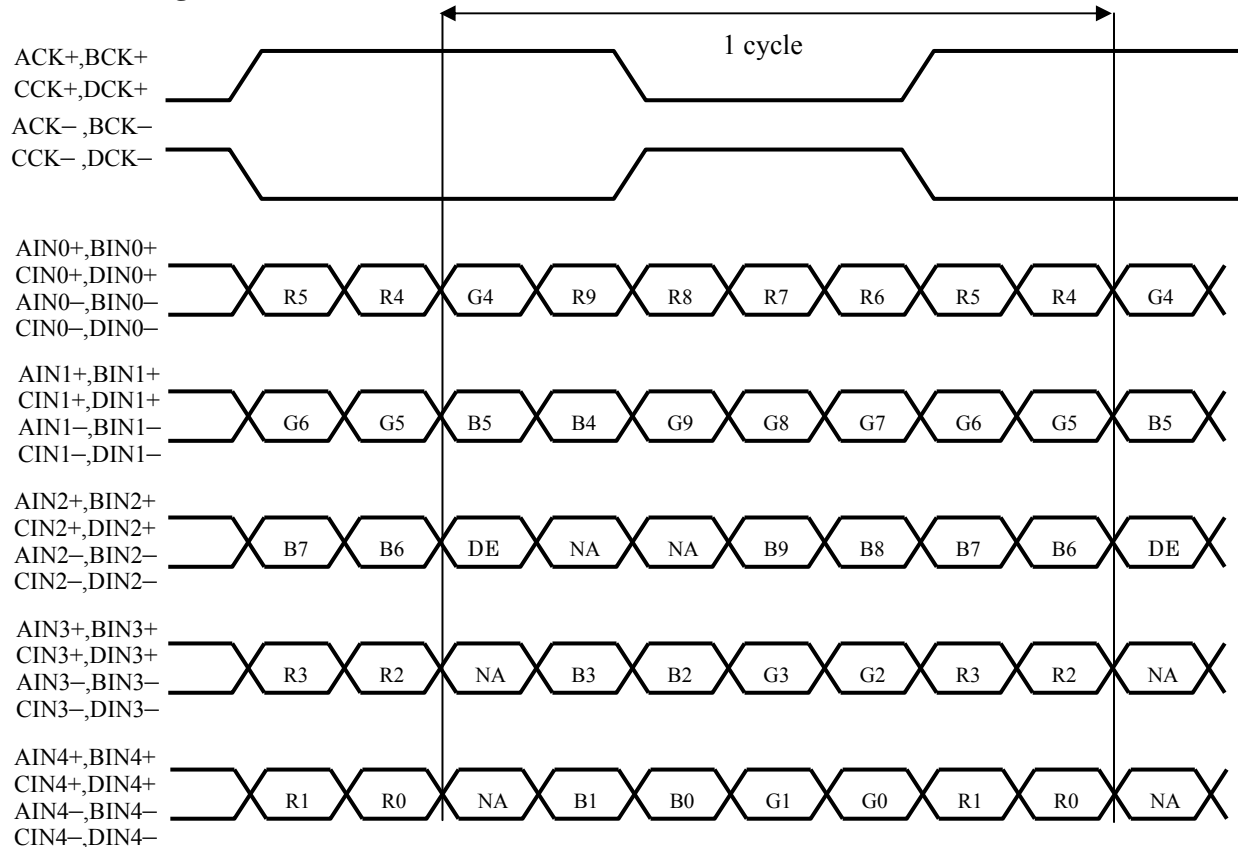 1 cycle
ACK+,BCK+
CCK+,DCK+
ACK− ,BCK−
CCK− ,DCK−
AIN0+,BIN0+
CIN0+,DIN0+
AIN0−,BIN0−
CIN0−,DIN0−
R5 R4 G4 R9 R8 R7 R6 R5 R4 G4
AIN1+,BIN1+
CIN1+,DIN1+
AIN1−,BIN1−
CIN1−,DIN1−
G6 G5 B5 B4 G9 G8 G7 G6 G5 B5
AIN2+,BIN2+
CIN2+,DIN2+
AIN2−,BIN2−
CIN2−,DIN2−
B7 B6 DE NA NA B9 B8 B7 B6 DE
AIN3+,BIN3+
CIN3+,DIN3+
AIN3−,BIN3−
CIN3−,DIN3−
R3 R2 NA B3 B2 G3 G2 R3 R2 NA
AIN4+,BIN4+
CIN4+,DIN4+
AIN4−,BIN4−
CIN4−,DIN4−
R1 R0 NA B1 B0 G1 G0 R1 R0 NA